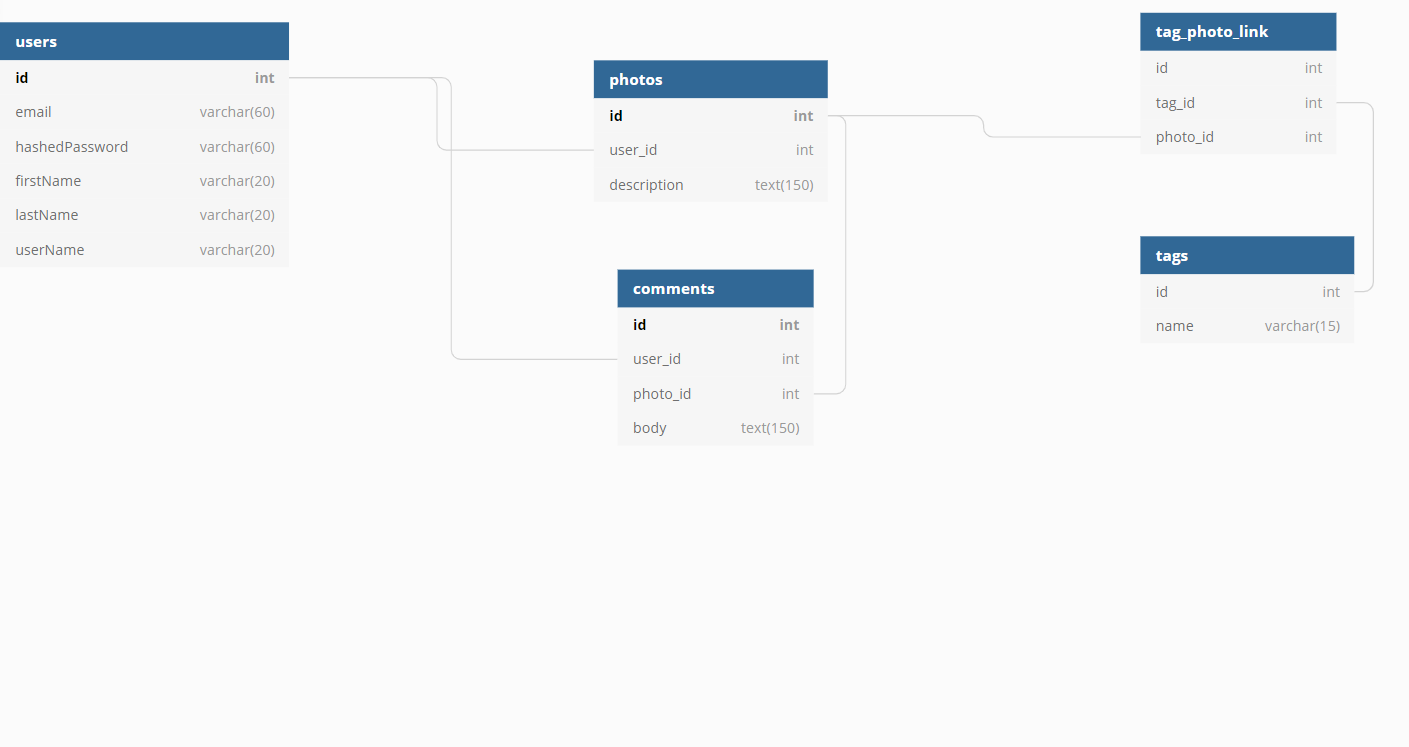 users
id int
email varchar(60)
hashedPassword varchar(60)
firstName varchar(20)
lastName varchar(20)
userName varchar(20)
photos
id int
user_id int
description text(150)
comments
id int
user_id int
photo_id int
body text(150)
tag_photo_link
id int
tag_id int
photo_id int
tags
id int
name varchar(15)